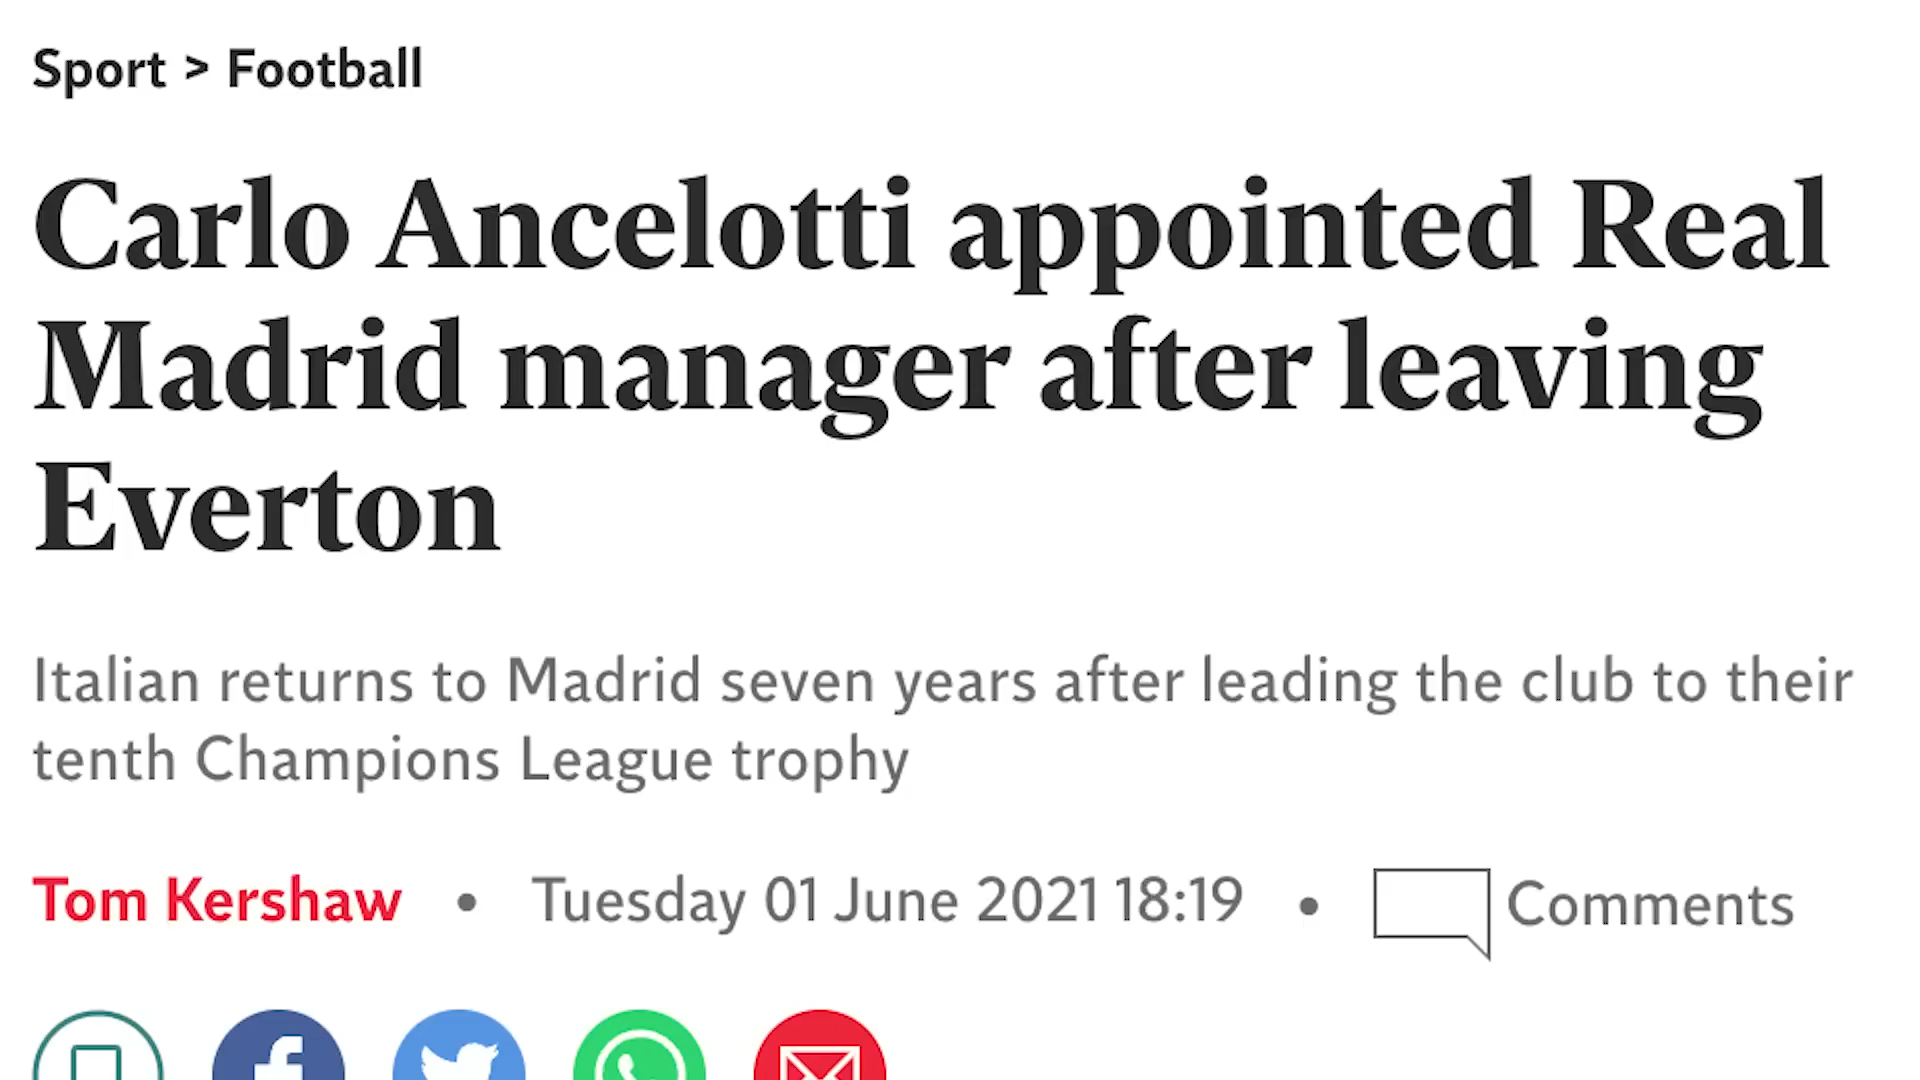 Sport > Football
Carlo Ancelotti appointed Real
Madrid manager after leaving
Everton
Italian returns to Madrid seven years after leading the club to their
tenth Champions League trophy
Tom Kershaw • Tuesday 01 June 2021 18:19 • Comments